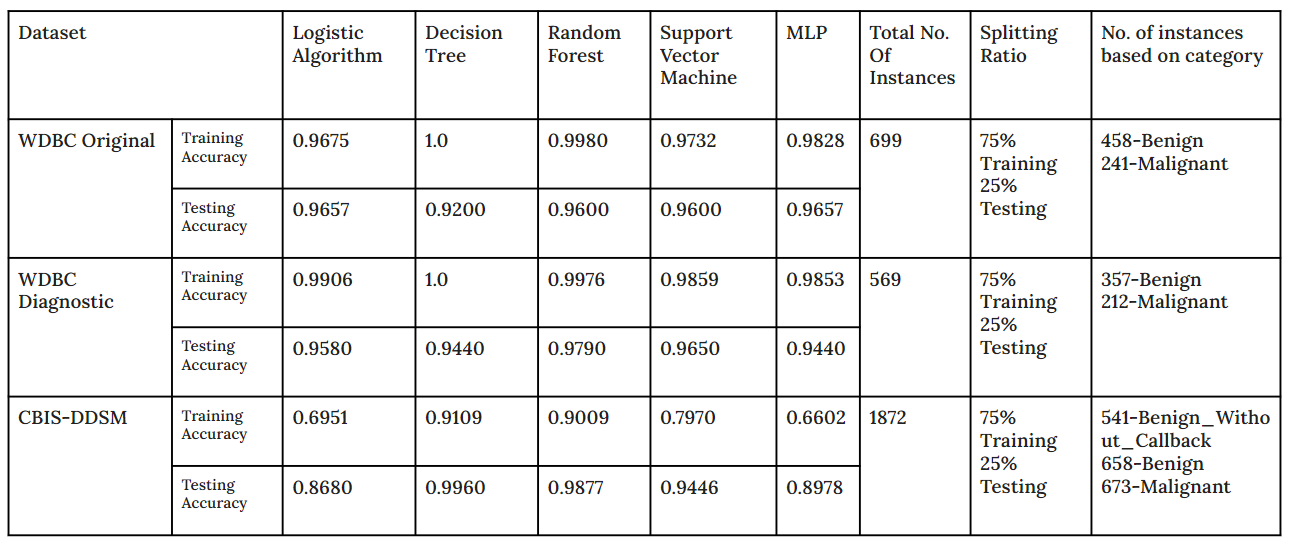 Dataset
Logistic
Algorithm
Decision
Tree
Random
Forest
Support
Vector
Machine
MLP
Total No.
Of
Instances
Splitting
Ratio
No. of instances
based on category
WDBC Original
Training
Accuracy
0.9675
1.0
0.9980
0.9732
0.9828
699
75%
Training
25%
Testing
458-Benign
241-Malignant
Testing
Accuracy
0.9657
0.9200
0.9600
0.9600
0.9657
WDBC
Diagnostic
Training
Accuracy
0.9906
1.0
0.9976
0.9859
0.9853
569
75%
Training
25%
Testing
357-Benign
212-Malignant
Testing
Accuracy
0.9580
0.9440
0.9790
0.9650
0.9440
CBIS-DDSM
Training
Accuracy
0.6951
0.9109
0.9009
0.7970
0.6602
1872
75%
Training
25%
Testing
541-Benign_Witho
ut_Callback
658-Benign
673-Malignant
Testing
Accuracy
0.8680
0.9960
0.9877
0.9446
0.8978